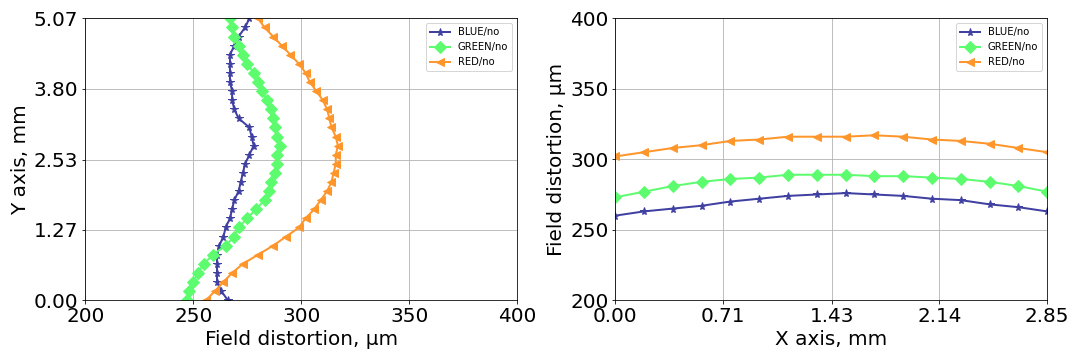 5.07
3.80
2.53
1.27
0.00
Y axis, mm
200
250
300
350
400
Field distortion, μm
BLUE/no
GREEN/no
RED/no
400
350
300
250
200
Field distortion, μm
0.00
0.71
1.43
2.14
2.85
X axis, mm
BLUE/no
GREEN/no
RED/no